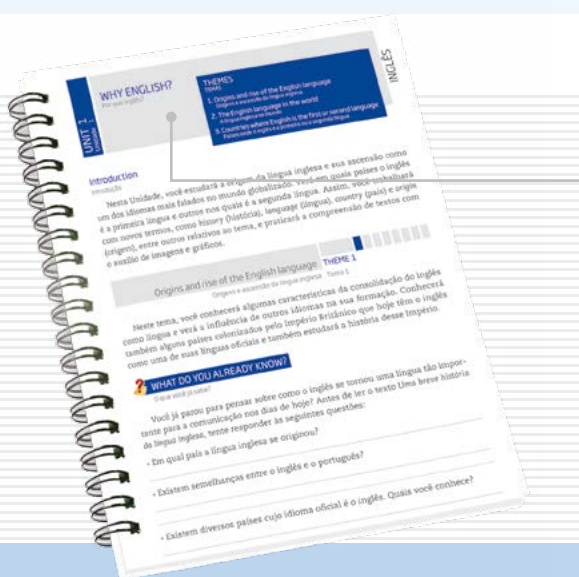 UNIT 1
Unidade 1
WHY ENGLISH?
Por que inglês?
THEMES
TEMAS
1. Origins and rise of the English language
Origens e ascensão da língua inglesa
2. The English language in the world
A língua inglesa no mundo
3. Countries where English is the first or second language
Países onde o inglês é a primeira ou a segunda língua
INGLÊS
Introduction
Introdução
Nesta Unidade, você estudará a origem da língua inglesa e sua ascensão como
um dos idiomas mais falados no mundo globalizado. Verá em quais países o inglês
é a primeira língua e outros nos quais é a segunda língua. Assim, você trabalhará
com novos termos, como history (história), language (língua), country (país) e origin
(origem), entre outros relativos ao tema, e praticará a compreensão de textos com
o auxílio de imagens e gráficos.
Origins and rise of the English language THEME 1
Origens e ascensão da língua inglesa Tema 1
Neste tema, você conhecerá algumas características da consolidação do inglês
como língua e verá a influência de outros idiomas na sua formação. Conhecerá
também alguns países colonizados pelo Império Britânico que hoje têm o inglês
como uma de suas línguas oficiais e também estudará a história desse Império.
WHAT DO YOU ALREADY KNOW?
O que você já sabe?
Você já parou para pensar sobre como o inglês se tornou uma língua tão impor-
tante para a comunicação nos dias de hoje? Antes de ler o texto Uma breve história
da língua inglesa, tente responder às seguintes questões:
• Em qual país a língua inglesa se originou?
• Existem semelhanças entre o inglês e o português?
• Existem diversos países cujo idioma oficial é o inglês. Quais você conhece?